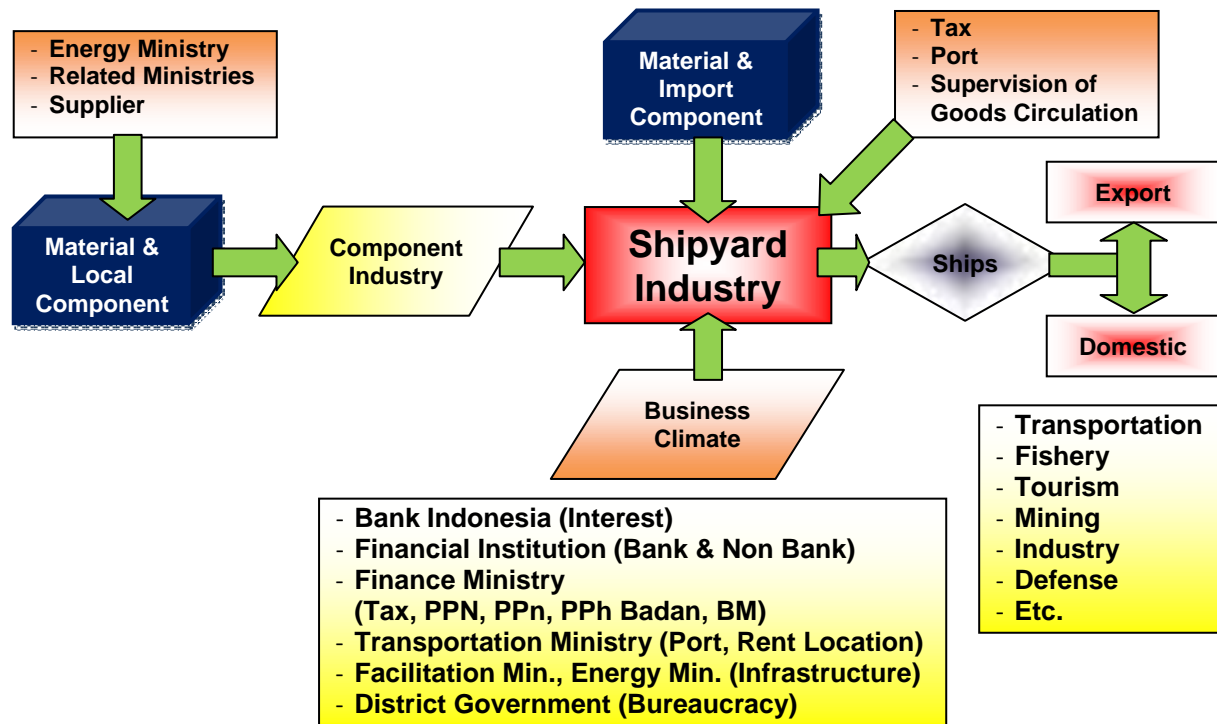 - Energy Ministry
- Related Ministries
- Supplier
Material &
Import
Component
- Tax
- Port
- Supervision of
Goods Circulation
Material &
Local
Component
Component
Industry
Shipyard
Industry
Ships
Export
Domestic
Business
Climate
- Bank Indonesia (Interest)
- Financial Institution (Bank & Non Bank)
- Finance Ministry
(Tax, PPN, PPn, PPh Badan, BM)
- Transportation Ministry (Port, Rent Location)
- Facilitation Min., Energy Min. (Infrastructure)
- District Government (Bureaucracy)
- Transportation
- Fishery
- Tourism
- Mining
- Industry
- Defense
- Etc.